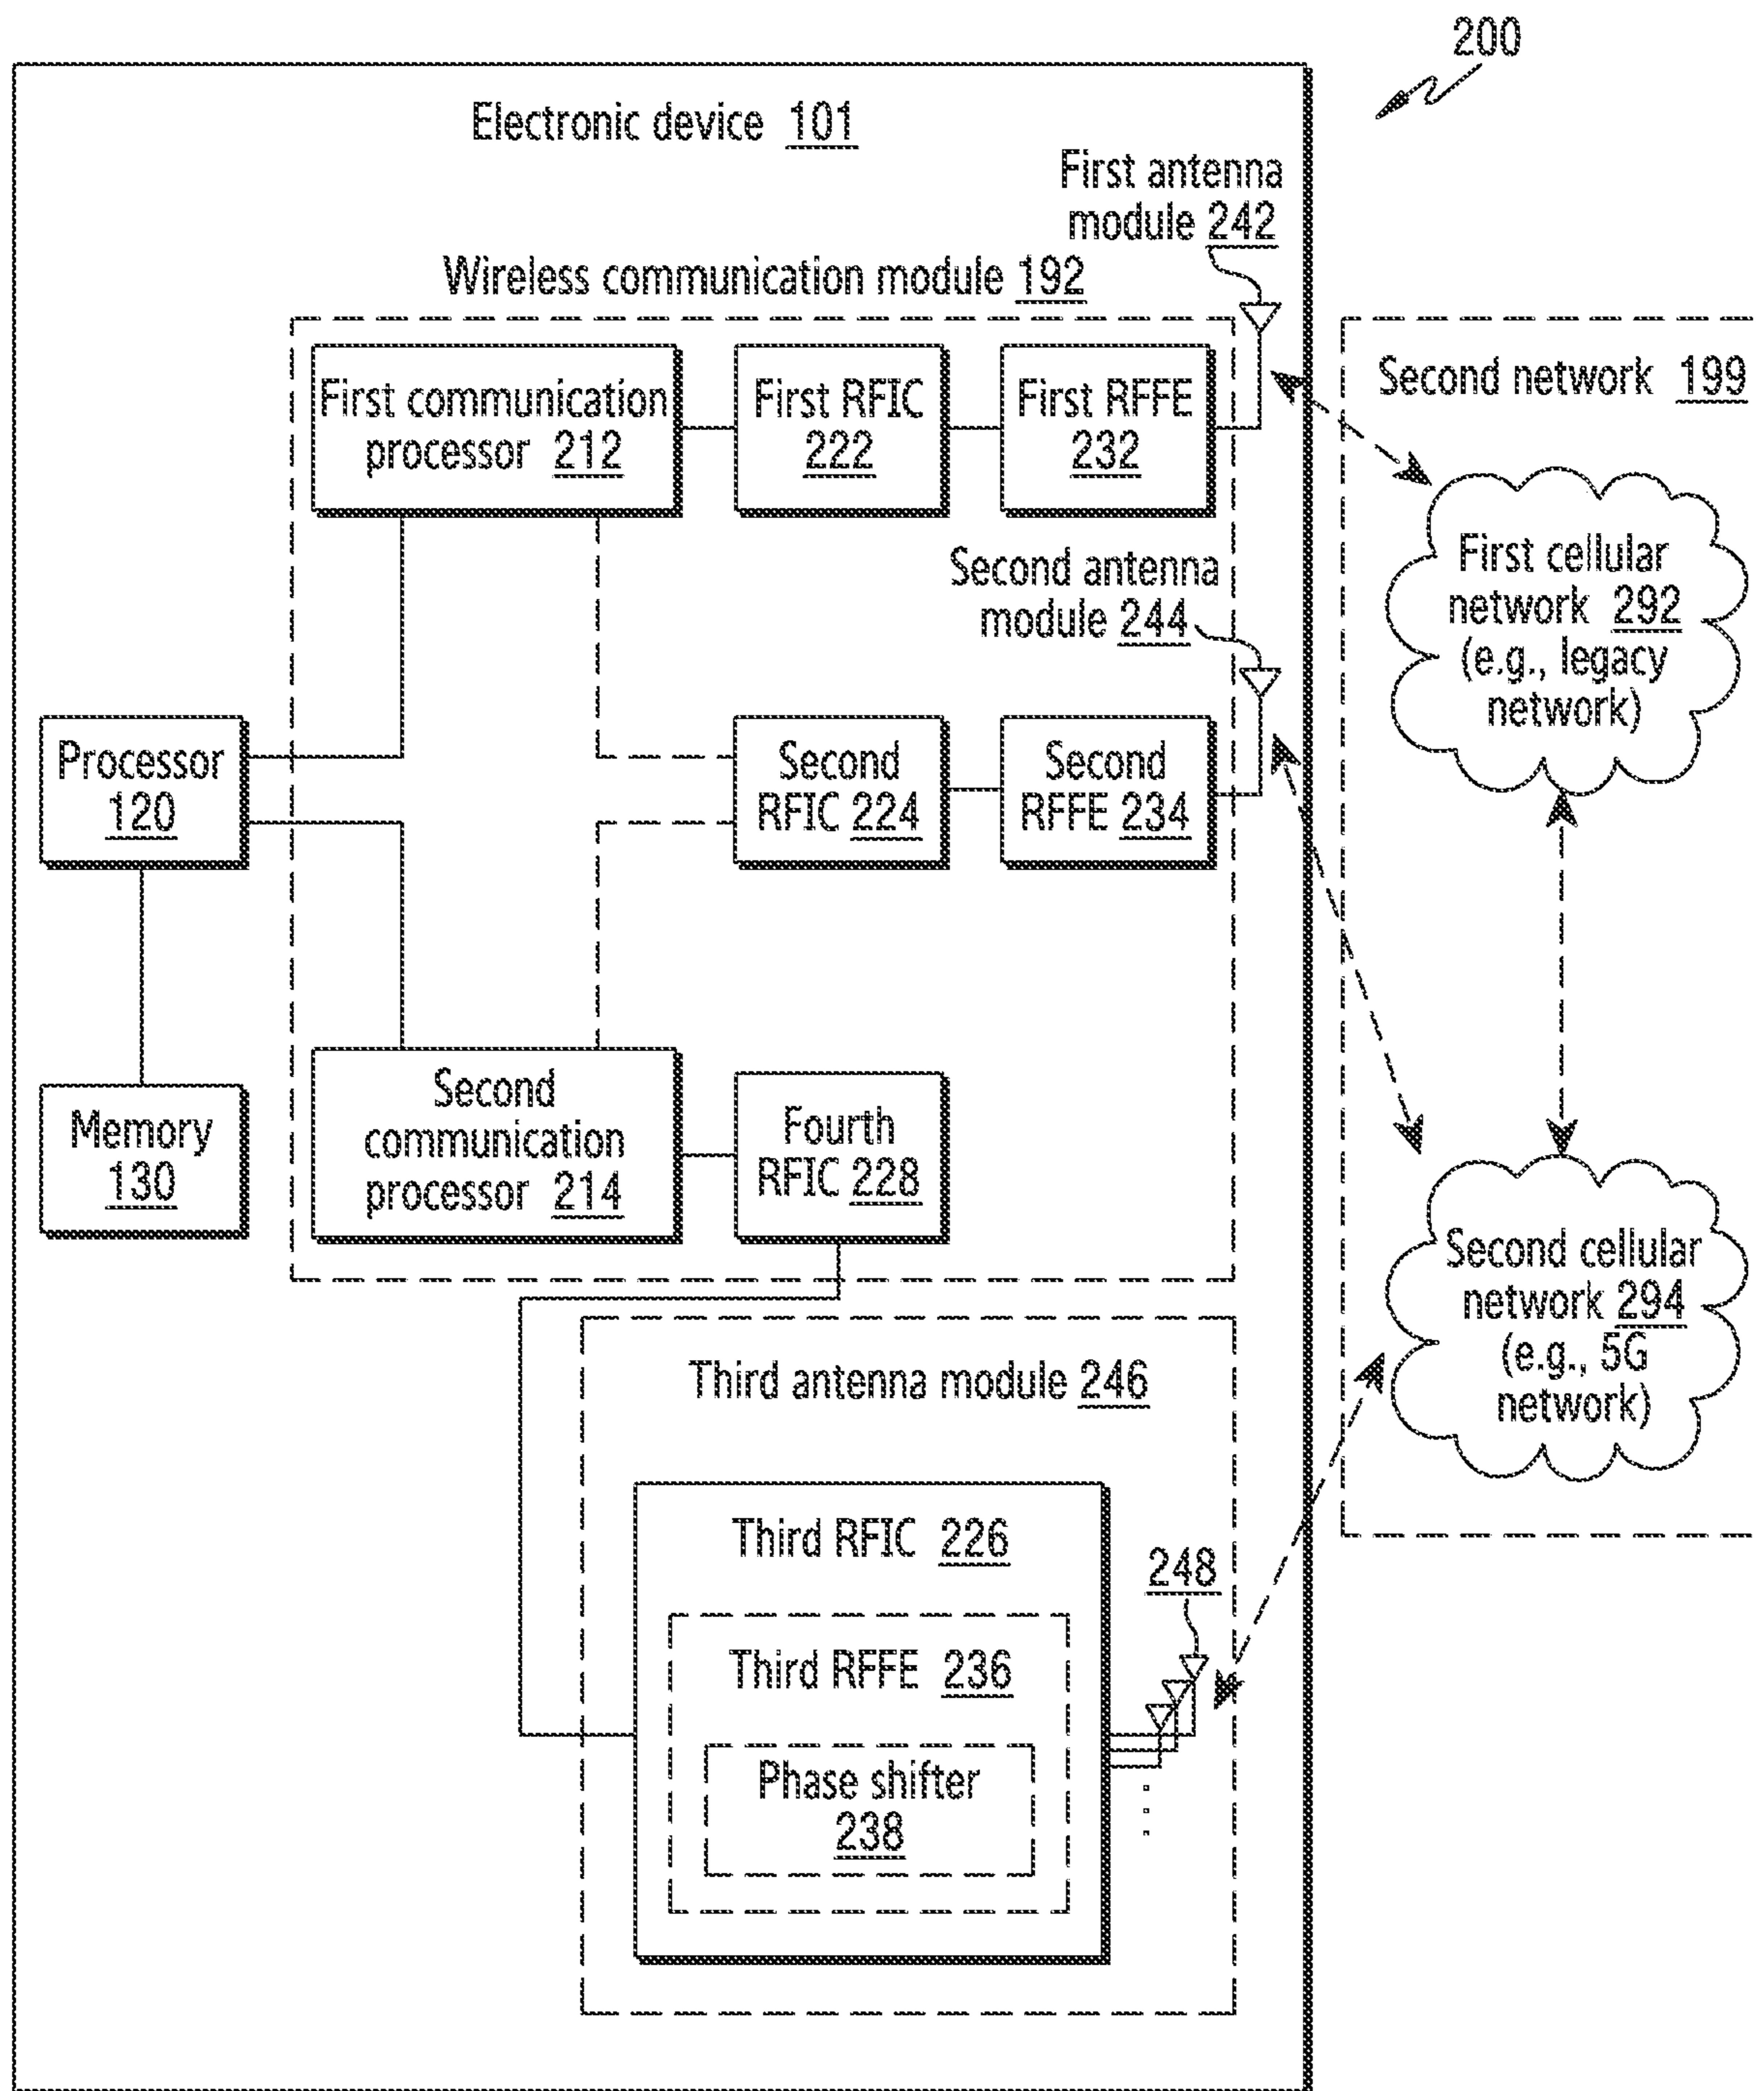 200
Electronic device 101
First antenna
module 242
Wireless communication module 192
First communication
processor 212
First RFIC
222
First RFFE
232
Second network 199
First cellular
network 292
(e.g., legacy
network)
Second antenna
module 244
Processor
120
Second
RFIC 224
Second
RFFE 234
Memory
130
Second
communication
processor 214
Fourth
RFIC 228
Second cellular
network 294
(e.g., 5G
network)
Third antenna module 246
Third RFIC 226
248
Third RFFE 236
Phase shifter
238